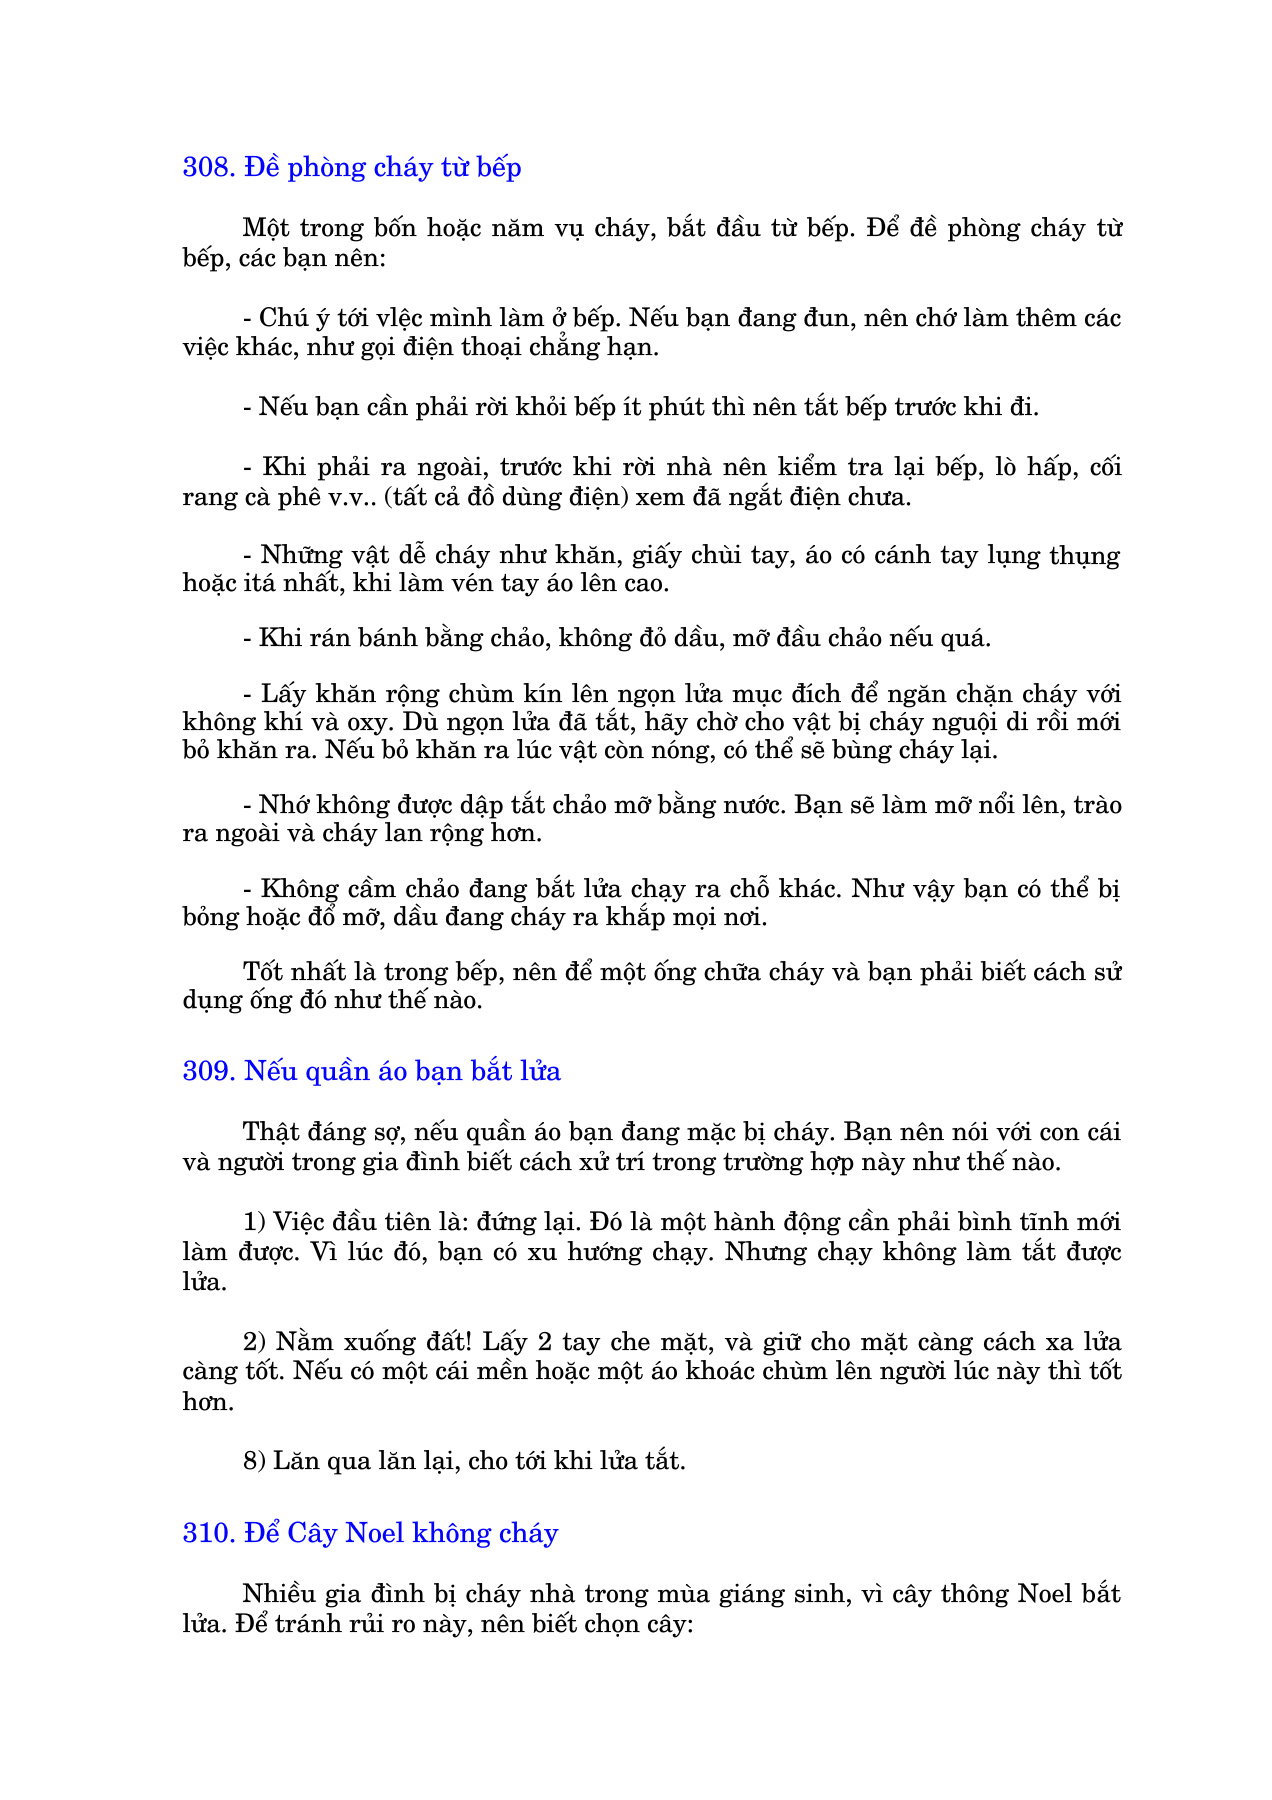 308. Đề phòng cháy từ bếp
Một trong bốn hoặc năm vụ cháy, bắt đầu từ bếp. Để đề phòng cháy từ
bếp, các bạn nên:
- Chú ý tới vlệc mình làm ở bếp. Nếu bạn đang đun, nên chớ làm thêm các
việc khác, như gọi điện thoại chẳng hạn.
- Nếu bạn cần phải rời khỏi bếp ít phút thì nên tắt bếp trước khi đi.
- Khi phải ra ngoài, trước khi rời nhà nên kiểm tra lại bếp, lò hấp, cối
rang cà phê v.v.. (tất cả đồ dùng điện) xem đã ngắt điện chưa.
- Những vật dễ cháy như khăn, giấy chùi tay, áo có cánh tay lụng thụng
hoặc itá nhất, khi làm vén tay áo lên cao.
- Khi rán bánh bằng chảo, không đỏ dầu, mỡ đầu chảo nếu quá.
- Lấy khăn rộng chùm kín lên ngọn lửa mục đích để ngăn chặn cháy với
không khí và oxy. Dù ngọn lửa đã tắt, hãy chờ cho vật bị cháy nguội di rồi mới
bỏ khăn ra. Nếu bỏ khăn ra lúc vật còn nóng, có thể sẽ bùng cháy lại.
- Nhớ không được dập tắt chảo mỡ bằng nước. Bạn sẽ làm mỡ nổi lên, trào
ra ngoài và cháy lan rộng hơn.
- Không cầm chảo đang bắt lửa chạy ra chỗ khác. Như vậy bạn có thể bị
bỏng hoặc đổ mỡ, dầu đang cháy ra khắp mọi nơi.
Tốt nhất là trong bếp, nên để một ống chữa cháy và bạn phải biết cách sử
dụng ống đó như thế nào.
309. Nếu quần áo bạn bắt lửa
Thật đáng sợ, nếu quần áo bạn đang mặc bị cháy. Bạn nên nói với con cái
và người trong gia đình biết cách xử trí trong trường hợp này như thế nào.
1) Việc đầu tiên là: đứng lại. Đó là một hành động cần phải bình tĩnh mới
làm được. Vì lúc đó, bạn có xu hướng chạy. Nhưng chạy không làm tắt được
lửa.
2) Nằm xuống đất! Lấy 2 tay che mặt, và giữ cho mặt càng cách xa lửa
càng tốt. Nếu có một cái mền hoặc một áo khoác chùm lên người lúc này thì tốt
hơn.
8) Lăn qua lăn lại, cho tới khi lửa tắt.
310. Để Cây Noel không cháy
Nhiều gia đình bị cháy nhà trong mùa giáng sinh, vì cây thông Noel bắt
lửa. Để tránh rủi ro này, nên biết chọn cây: